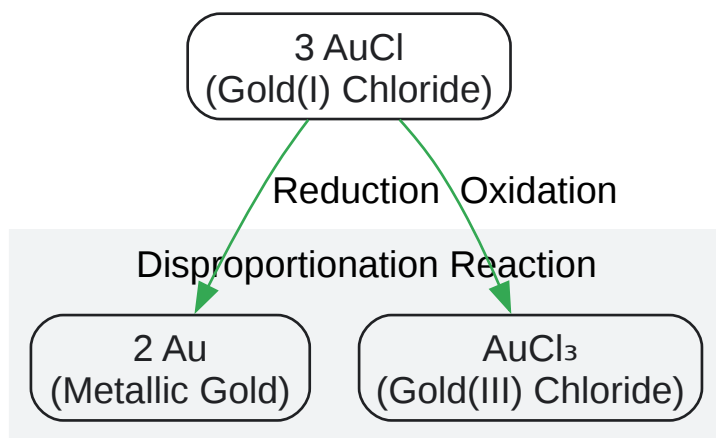 3 AuCl
(Gold(I) Chloride)
Reduction
Oxidation
Disproportionation Reaction
2 Au
(Metallic Gold)
AuCl₃
(Gold(III) Chloride)